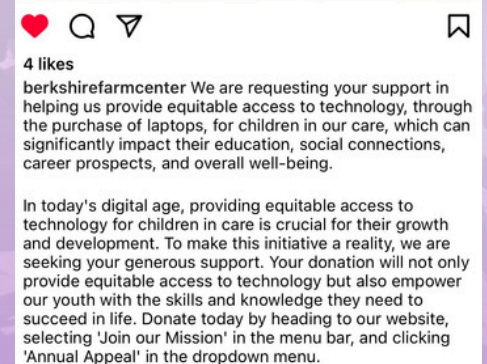 4 likes
berkshirefarmcenter We are requesting your support in
helping us provide equitable access to technology, through
the purchase of laptops, for children in our care, which can
significantly impact their education, social connections,
career prospects, and overall well-being.
In today's digital age, providing equitable access to
technology for children in care is crucial for their growth
and development. To make this initiative a reality, we are
seeking your generous support. Your donation will not only
provide equitable access to technology but also empower
our youth with the skills and knowledge they need to
succeed in life. Donate today by heading to our website,
selecting 'Join our Mission' in the menu bar, and clicking
'Annual Appeal' in the dropdown menu.